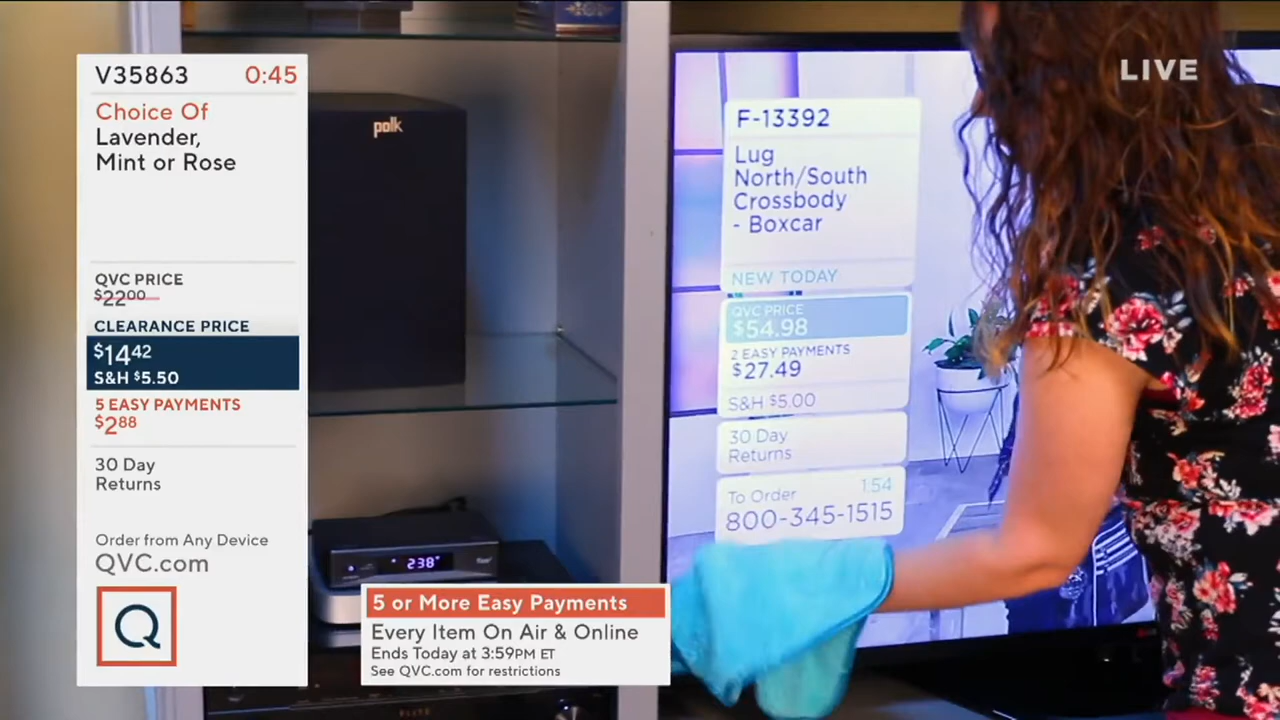 V35863 0:45
Choice Of
Lavender,
Mint or Rose
QVC PRICE
$22.00
CLEARANCE PRICE
$14.42
S&H $5.50
5 EASY PAYMENTS
$2.88
30 Day
Returns
Order from Any Device
QVC.com
Q
5 or More Easy Payments
Every Item On Air & Online
Ends Today at 3:59PM ET
See QVC.com for restrictions
polk
238
LIVE
F-13392
Lug
North/South
Crossbody
- Boxcar
NEW TODAY
QVC PRICE
$54.98
2 EASY PAYMENTS
$27.49
S&H $5.00
30 Day
Returns
To Order 1:54
800-345-1515